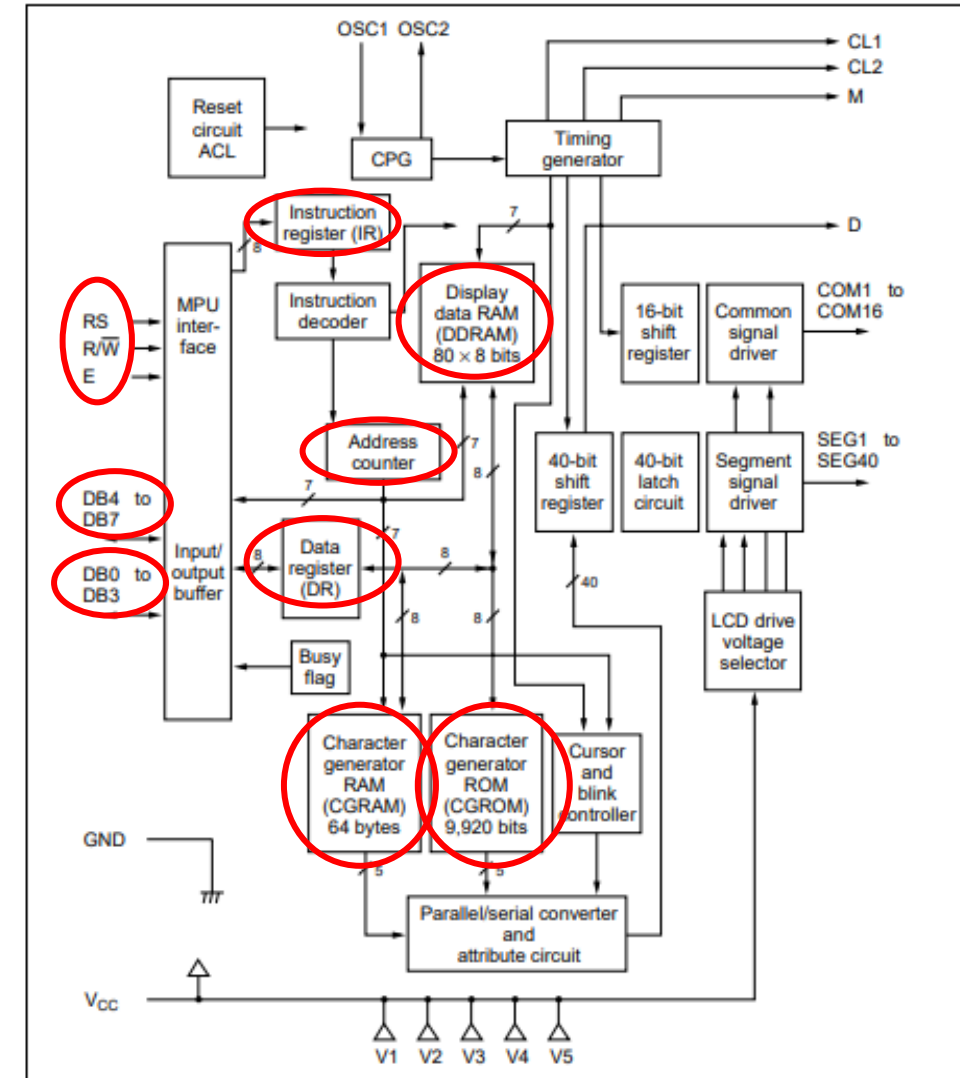 OSC1 OSC2
CL1
CL2
M
Reset
circuit
ACL
CPG
Timing
generator
Instruction
register (IR)
8
7
D
MPU
inter-
face
Instruction
decoder
Display
data RAM
(DDRAM)
80 × 8 bits
16-bit
shift
register
Common
signal
driver
COM1 to
COM16
RS
R/W̅
E
Address
counter
7
8
40-bit
shift
register
40-bit
latch
circuit
Segment
signal
driver
SEG1 to
SEG40
DB4 to
DB7
7
7
Input/
output
buffer
8
Data
register
(DR)
8
DB0 to
DB3
8
8
40
LCD drive
voltage
selector
Busy
flag
Character
generator
RAM
(CGRAM)
64 bytes
Character
generator
ROM
(CGROM)
9,920 bits
Cursor
and
blink
controller
GND
5
5
Parallel/serial converter
and
attribute circuit
VCC
V1 V2 V3 V4 V5